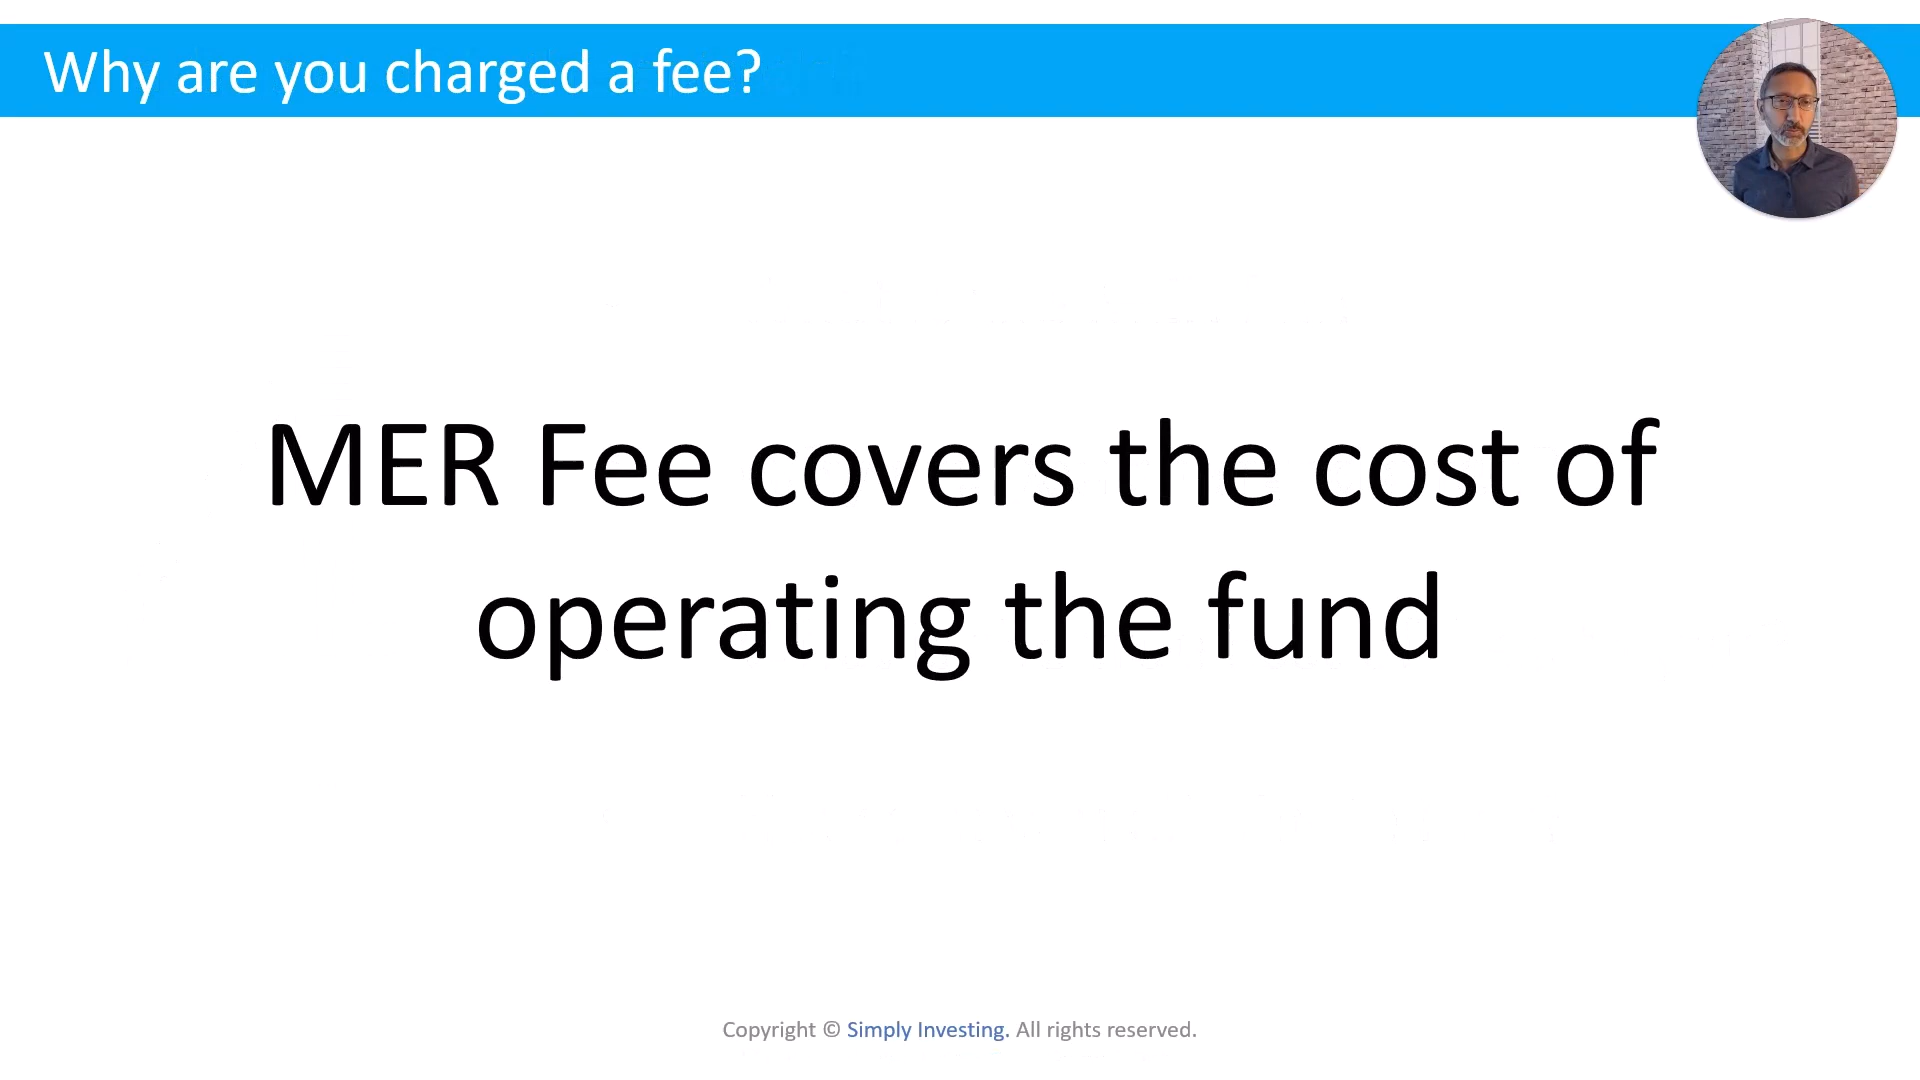 Why are you charged a fee?
MER Fee covers the cost of
operating the fund
Copyright © Simply Investing. All rights reserved.